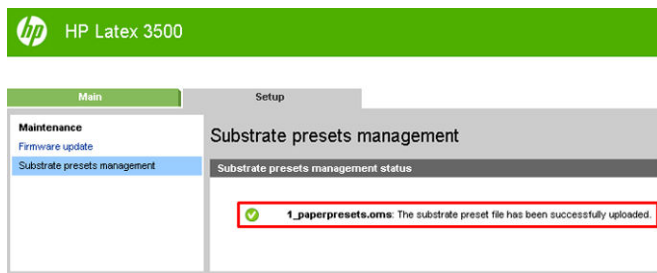 hp HP Latex 3500
Main Setup
Maintenance
Firmware update
Substrate presets management
Substrate presets management
Substrate presets management status
1_paperpresets.oms: The substrate preset file has been successfully uploaded.